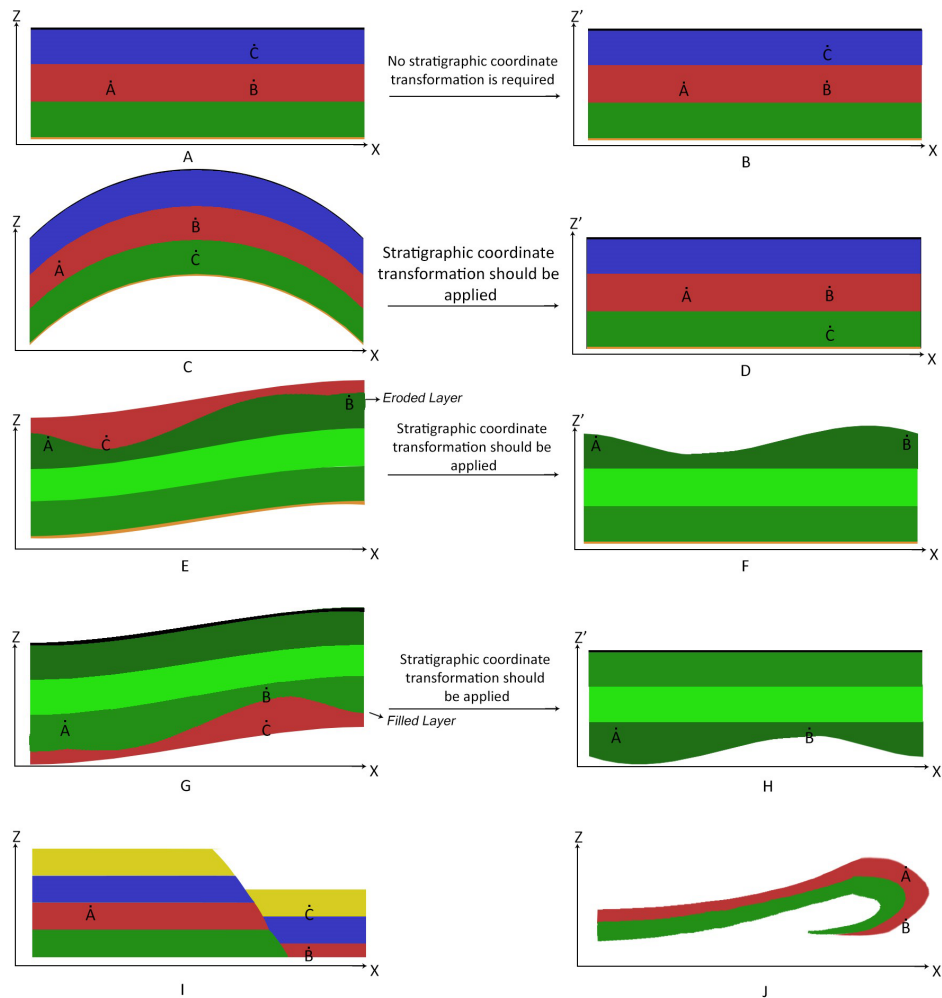 Z
Ċ
Ȧ Ḃ
X
A
No stratigraphic coordinate
transformation is required
Z'
Ċ
Ȧ Ḃ
X
B
Z
Ḃ
Ċ
Ȧ
X
C
Stratigraphic coordinate
transformation should be
applied
Z'
Ȧ Ḃ
Ċ
X
D
Z
Ḃ
Eroded Layer
Ȧ Ċ
X
E
Stratigraphic coordinate
transformation should be
applied
Z'
Ȧ Ḃ
X
F
Z
Ḃ
Ȧ Ċ
Filled Layer
X
G
Stratigraphic coordinate
transformation should
be applied
Z'
Ȧ Ḃ
X
H
Z
Ȧ Ċ
Ḃ
X
I
Z
Ȧ
Ḃ
X
J